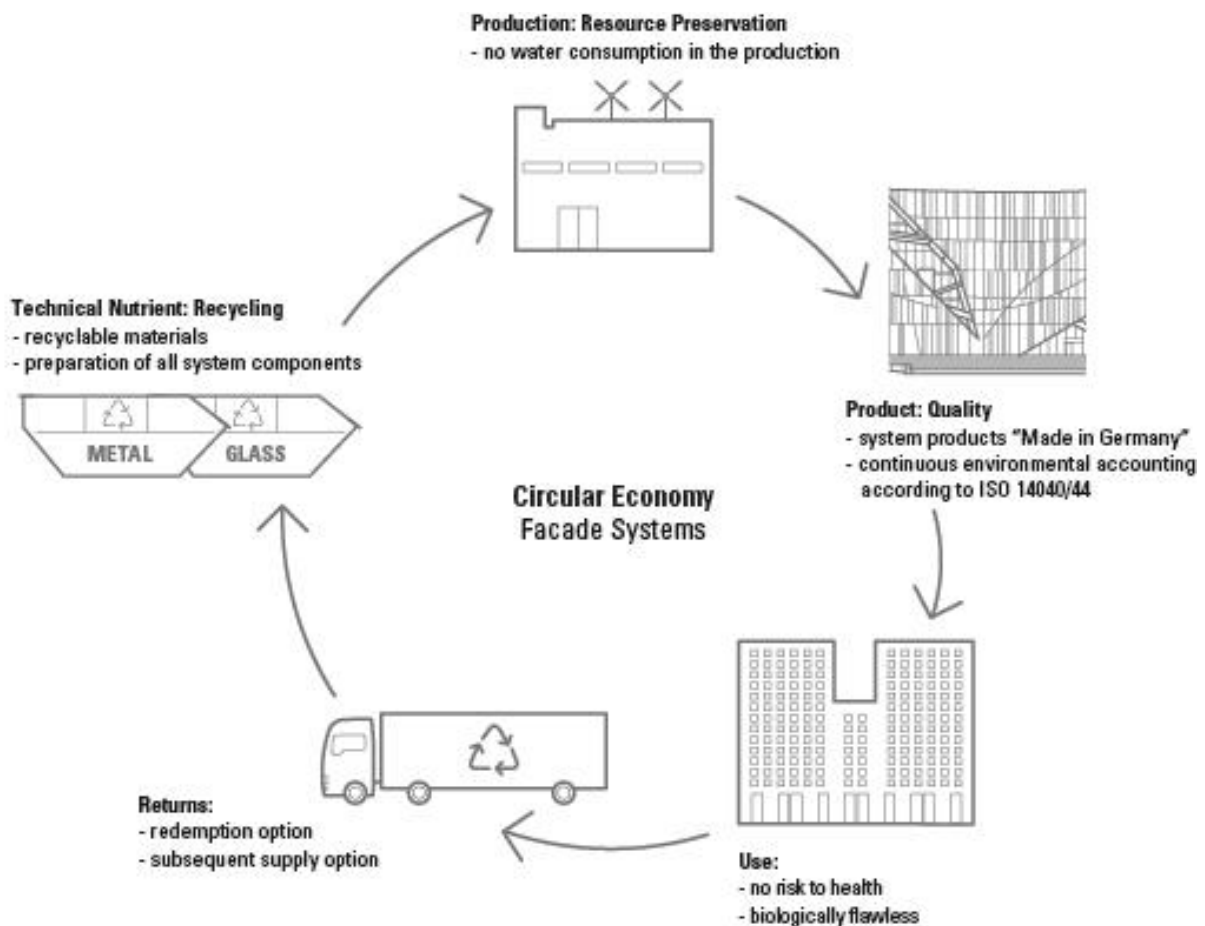 Production: Resource Preservation
- no water consumption in the production
Technical Nutrient: Recycling
- recyclable materials
- preparation of all system components
METAL
GLASS
Product: Quality
- system products “Made in Germany”
- continuous environmental accounting
according to ISO 14040/44
Circular Economy
Facade Systems
Returns:
- redemption option
- subsequent supply option
Use:
- no risk to health
- biologically flawless